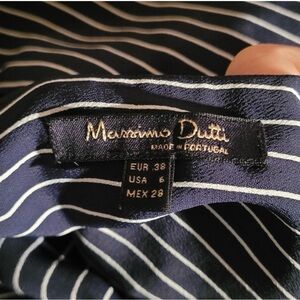 Massimo Dutti
MADE IN PORTUGAL
EUR 38
USA 6
MEX 28